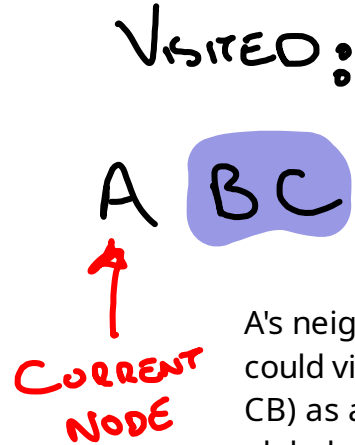 VISITED:
A BC
CURRENT
NODE
A's neig
could vi
CB) as a